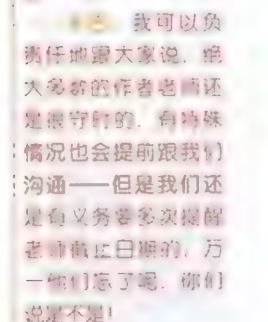 我可以负
责任地跟大家说，绝
大多数的作者老师还
是很守时的，有特殊
情况也会提前跟我们
沟通——但是我们还
是有义务要多次提醒
老师截止日期的，万
一他们忘了呢，你们
说是不是！